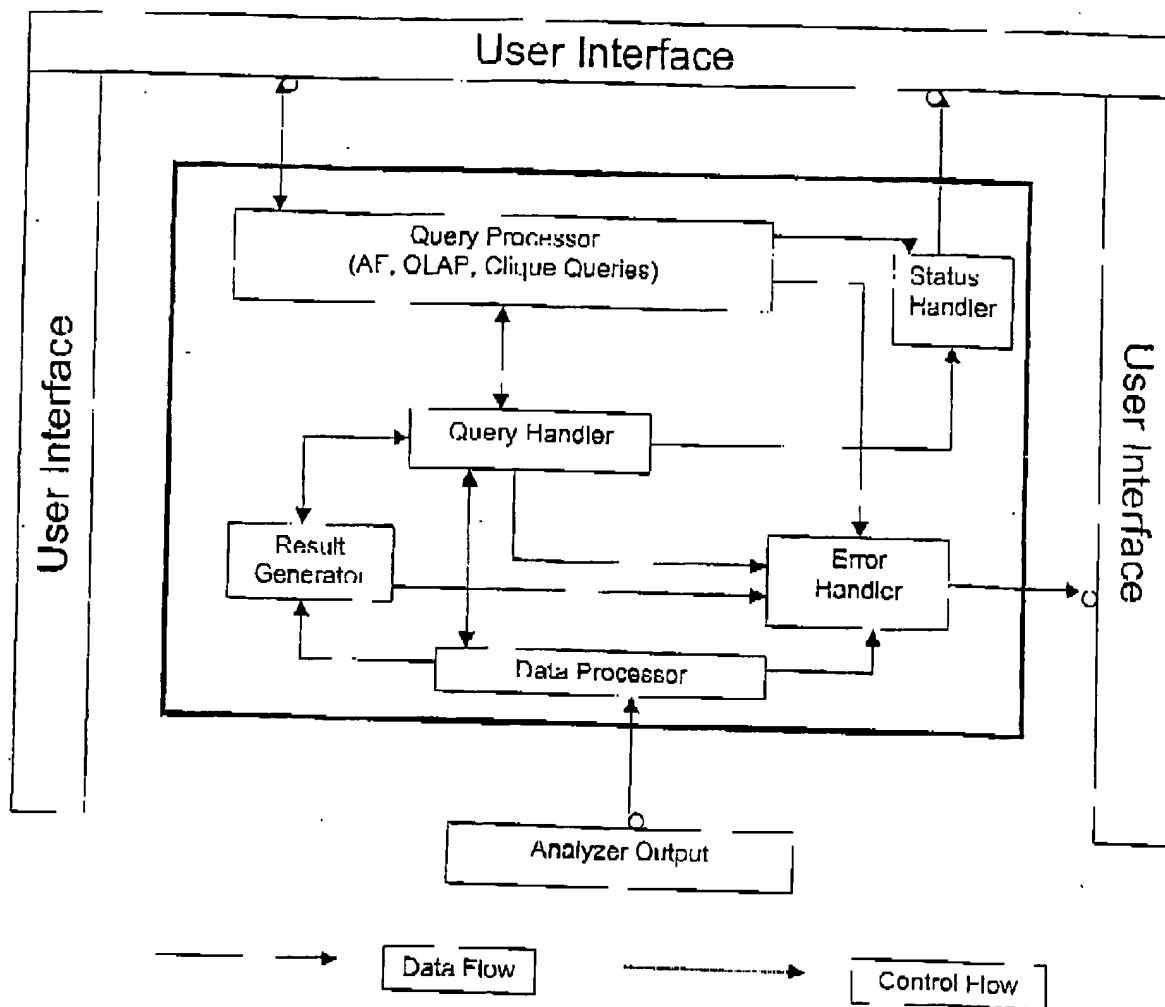 User Interface
User Interface
User Interface
Query Processor
(AF, OLAP, Clique Queries)
Status
Handler
Query Handler
Result
Generator
Error
Handler
Data Processor
Analyzer Output
Data Flow
Control Flow